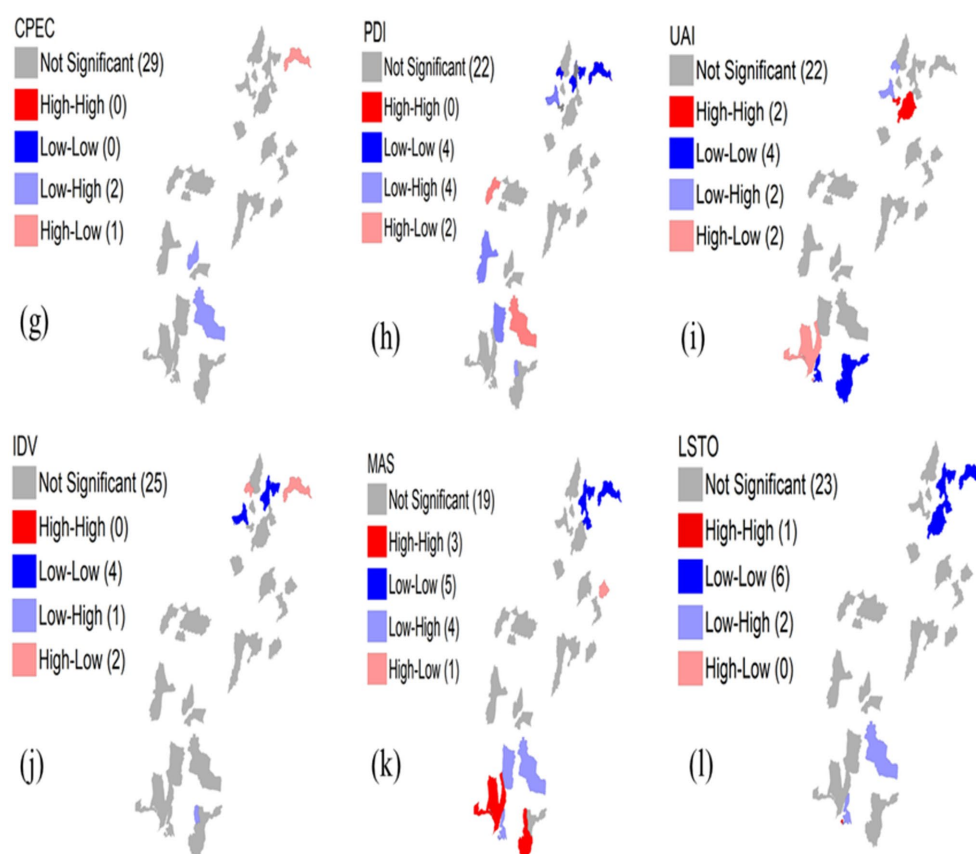 CPEC
Not Significant (29)
High-High (0)
Low-Low (0)
Low-High (2)
High-Low (1)
(g)
PDI
Not Significant (22)
High-High (0)
Low-Low (4)
Low-High (4)
High-Low (2)
(h)
UAI
Not Significant (22)
High-High (2)
Low-Low (4)
Low-High (2)
High-Low (2)
(i)
IDV
Not Significant (25)
High-High (0)
Low-Low (4)
Low-High (1)
High-Low (2)
(j)
MAS
Not Significant (19)
High-High (3)
Low-Low (5)
Low-High (4)
High-Low (1)
(k)
LSTO
Not Significant (23)
High-High (1)
Low-Low (6)
Low-High (2)
High-Low (0)
(l)